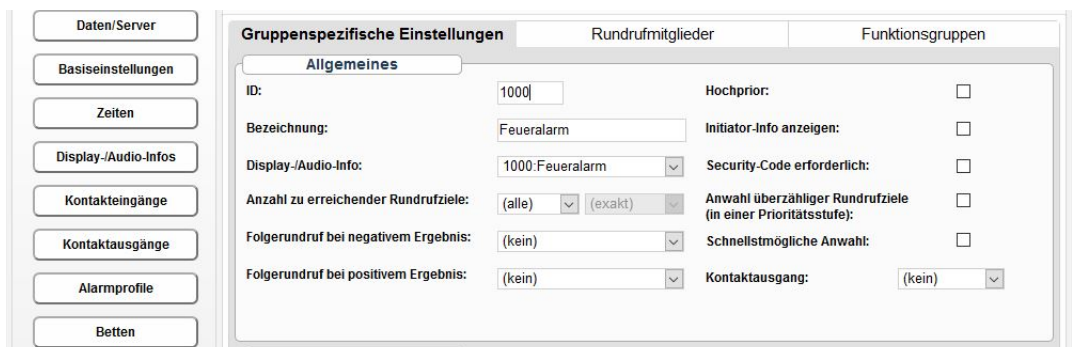 Daten/Server
Basiseinstellungen
Zeiten
Display-/Audio-Infos
Kontakteingänge
Kontaktausgänge
Alarmprofile
Betten
Gruppenspezifische Einstellungen
Rundrufmitglieder
Funktionsgruppen
Allgemeines
ID: 1000
Hochprior:
Bezeichnung: Feueralarm
Initiator-Info anzeigen:
Display-/Audio-Info: 1000:Feueralarm
Security-Code erforderlich:
Anzahl zu erreichender Rundrufziele: (alle) (exakt)
Anwahl überzähliger Rundrufziele
(in einer Prioritätsstufe):
Folgerundruf bei negativem Ergebnis: (kein)
Schnellstmögliche Anwahl:
Folgerundruf bei positivem Ergebnis: (kein)
Kontaktausgang: (kein)